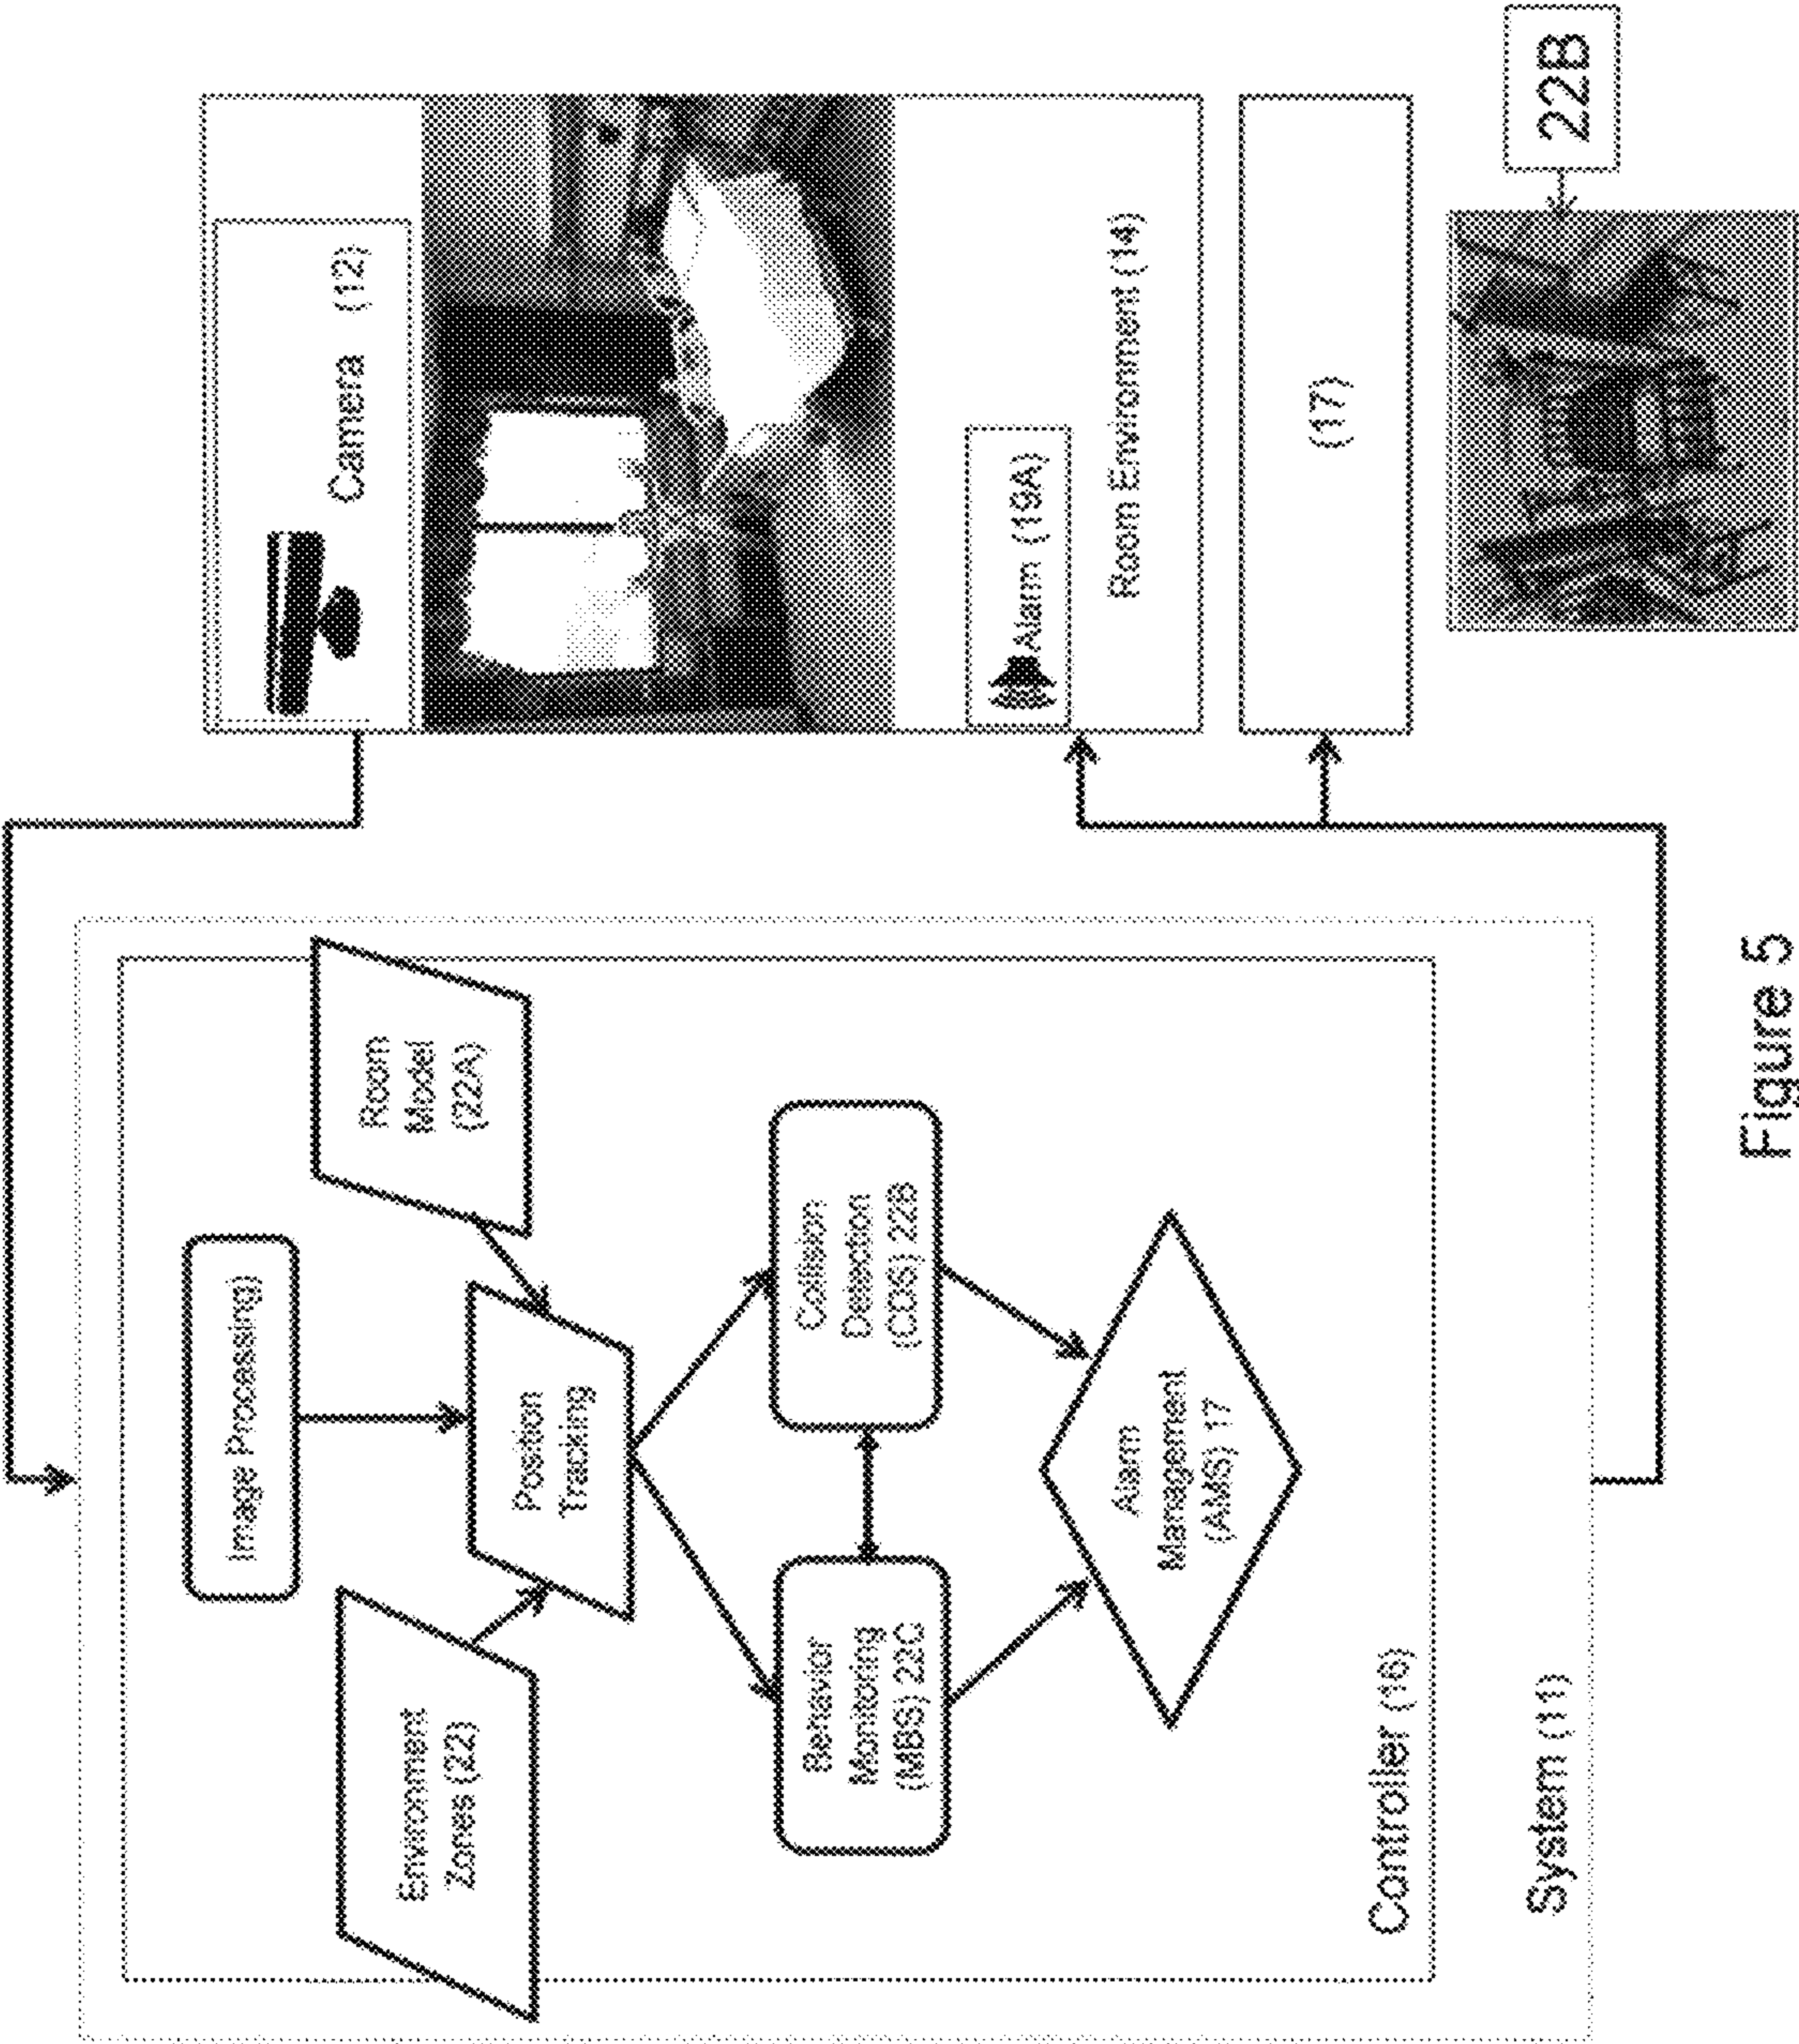 Image Processing)
Environment
Zones (22)
Room
Model
(22A)
Position
Tracking
Behavior
Monitoring
(MBS) 22C
Collision
Detection
(CDS) 22B
Alarm
Management
(AMS) 17
Controller (16)
System (11)
Camera (12)
Alarm (19A)
Room Environment (14)
(17)
22B
Figure 5